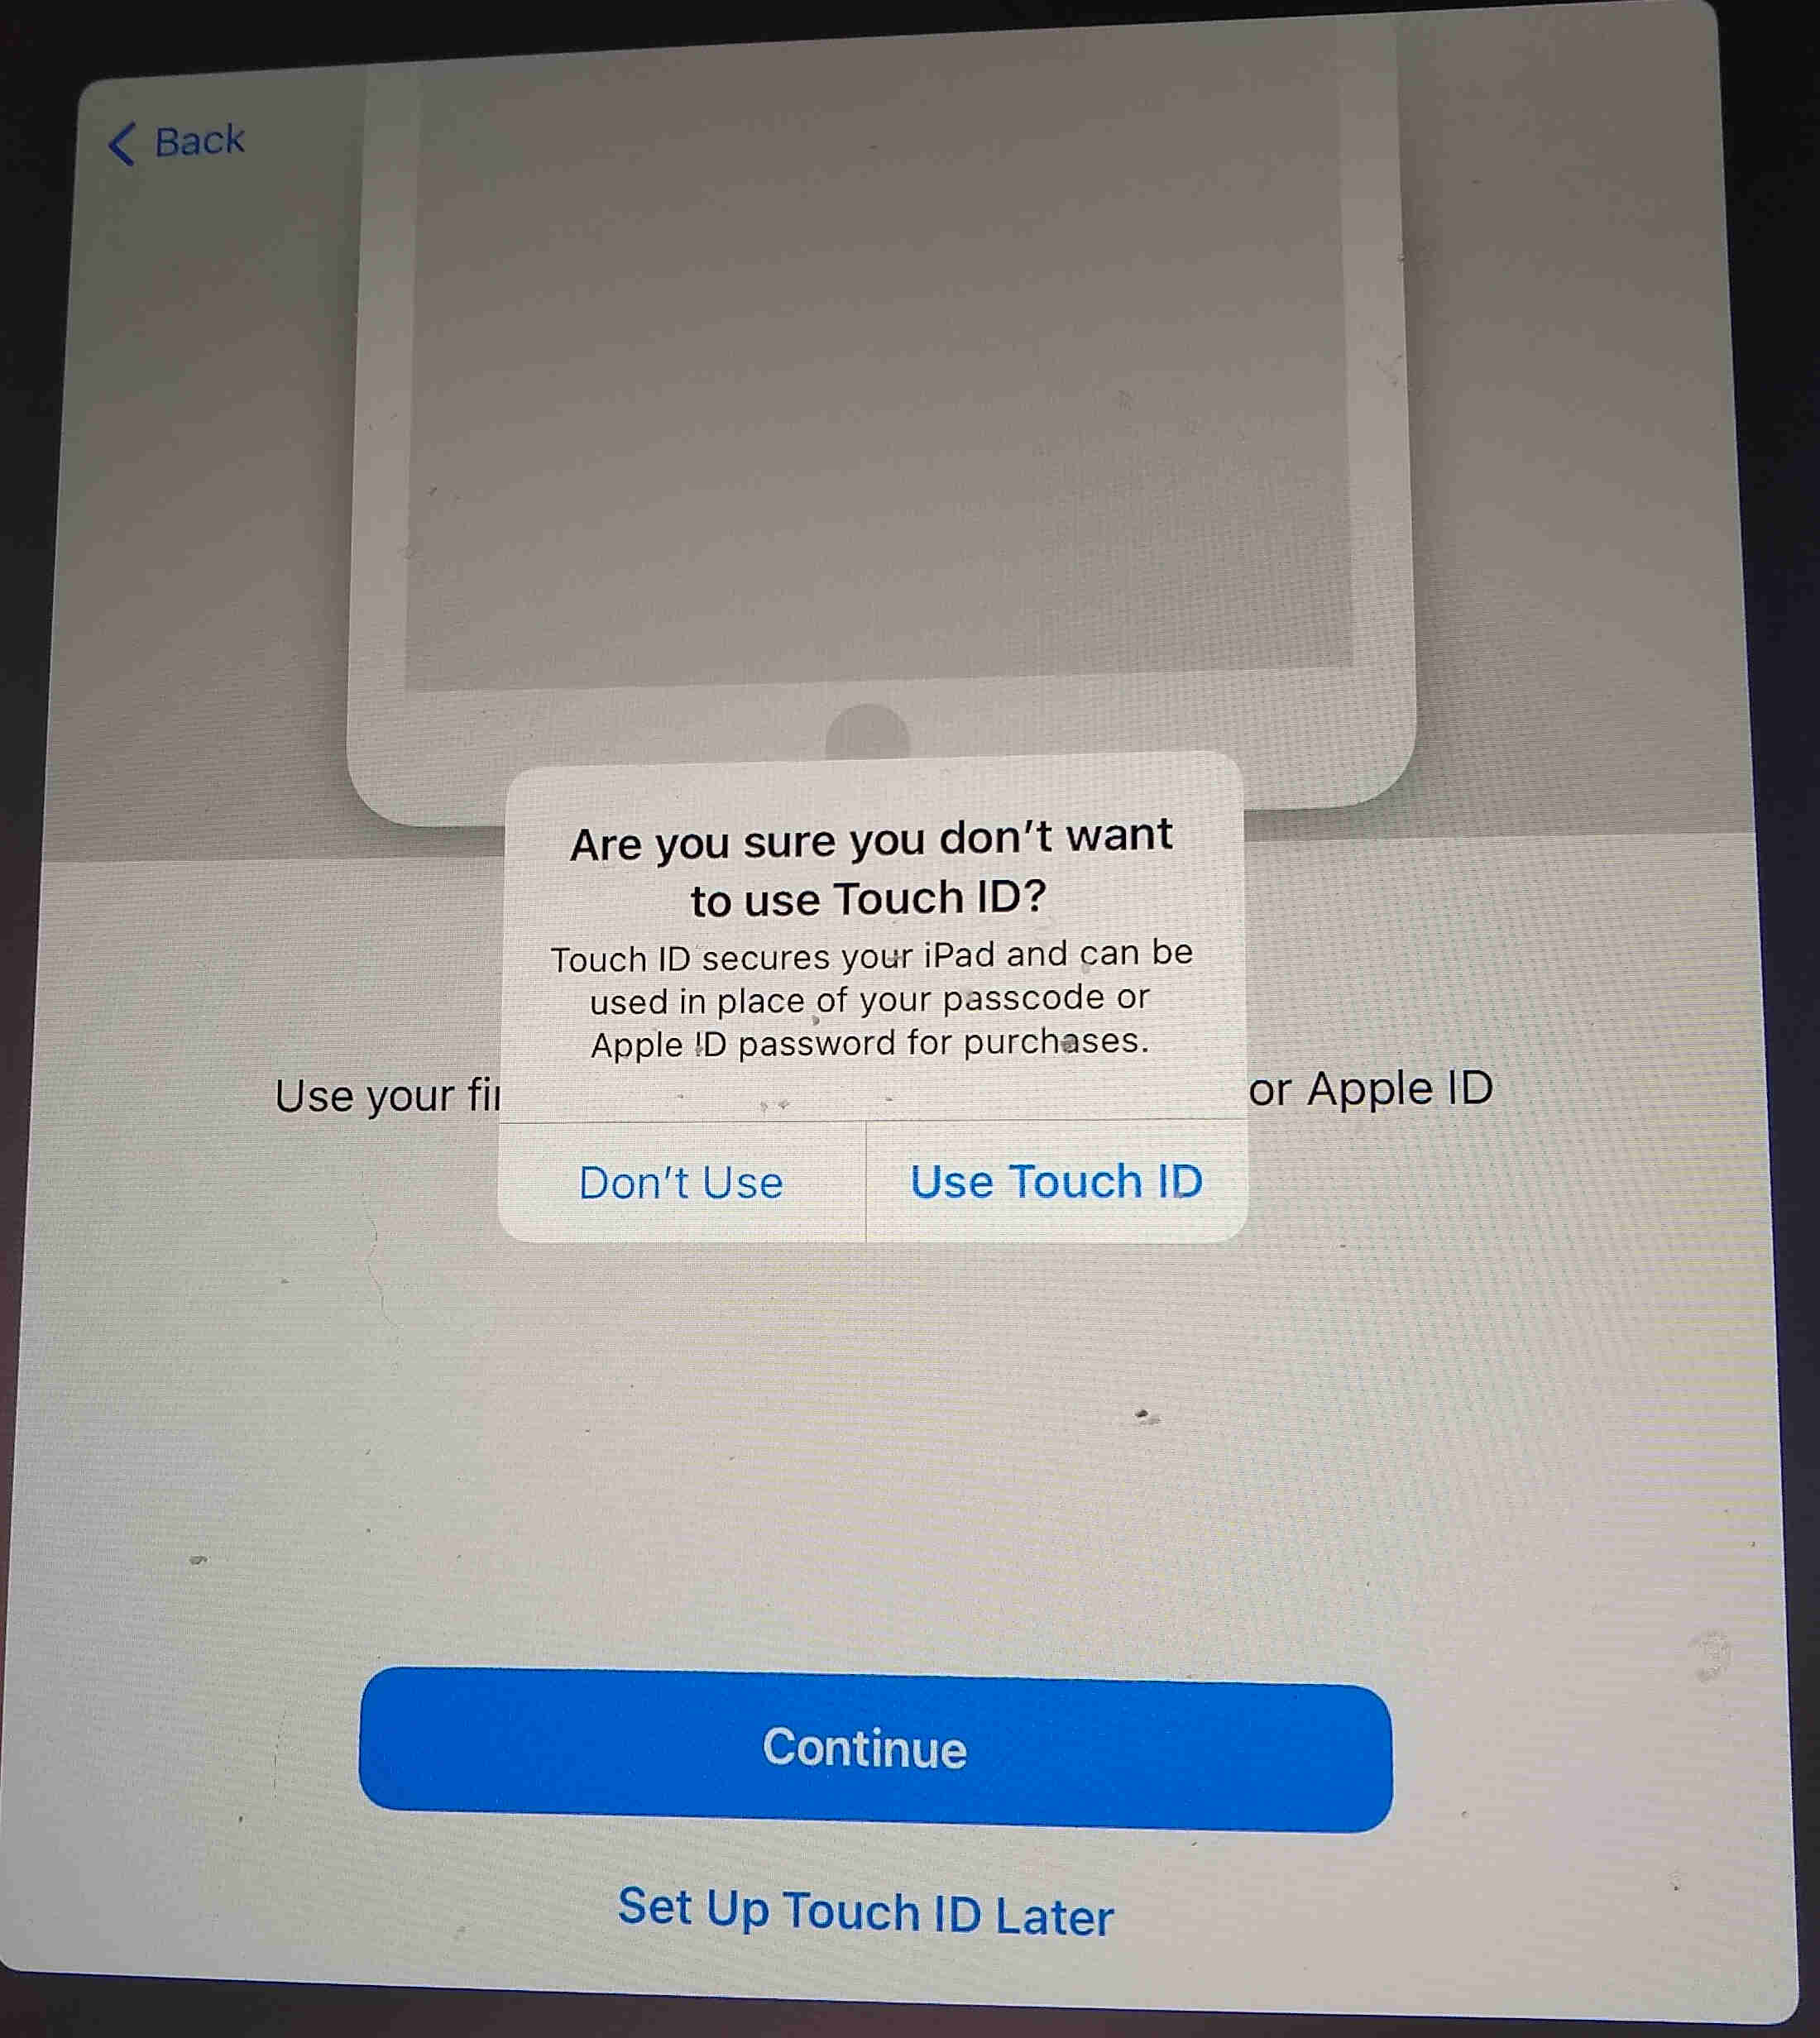 Back
Are you sure you don't want
to use Touch ID?
Touch ID secures your iPad and can be
used in place of your passcode or
Apple ID password for purchases.
Use your or Apple ID
Don't Use Use Touch ID
Continue
Set Up Touch ID Later